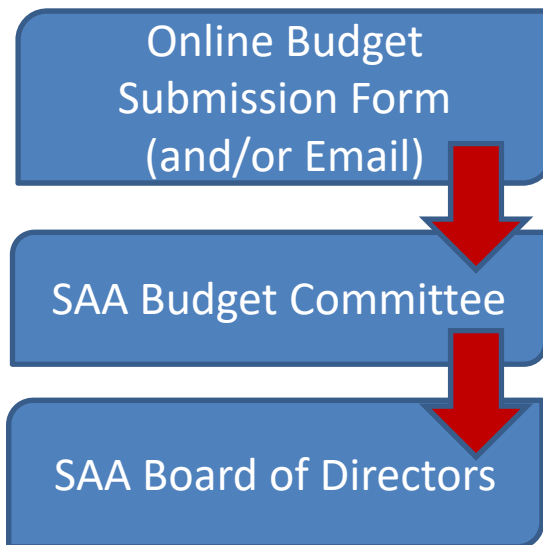 Online Budget
Submission Form
(and/or Email)
SAA Budget Committee
SAA Board of Directors